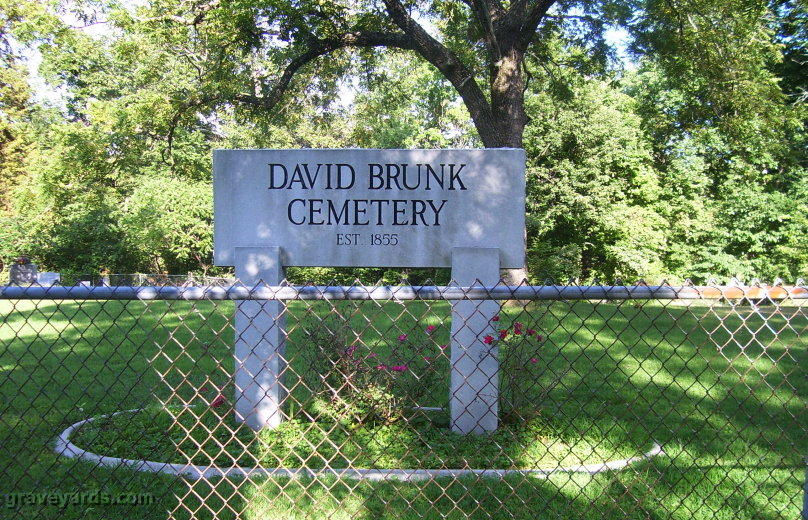 DAVID BRUNK
CEMETERY
EST. 1855
graveyards.com